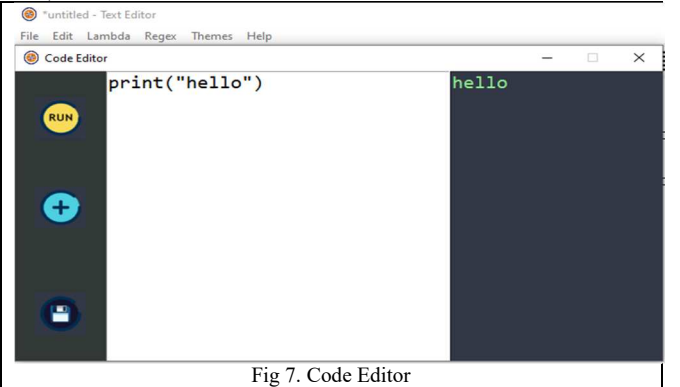 *untitled - Text Editor
File Edit Lambda Regex Themes Help
Code Editor
print("hello") hello
RUN
Fig 7. Code Editor